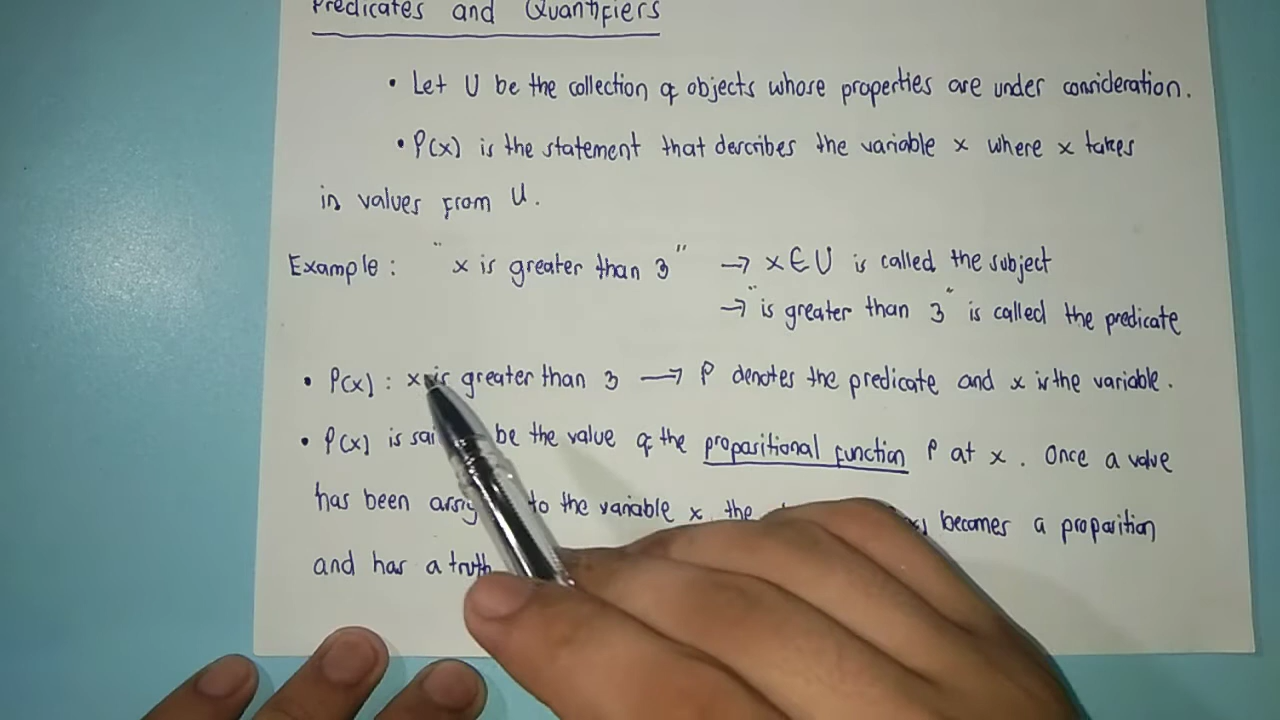 Predicates and Quantifiers
• Let U be the collection of objects whose properties are under consideration.
• P(x) is the statement that describes the variable x where x takes
in values from U.
Example: "x is greater than 3" → x∈U is called the subject
→ "is greater than 3" is called the predicate
• P(x): x is greater than 3 → P denotes the predicate and x is the variable.
• P(x) is be the value of the propositional function P at x. Once a value
has been to the variable x, the becomes a proposition
and has a truth